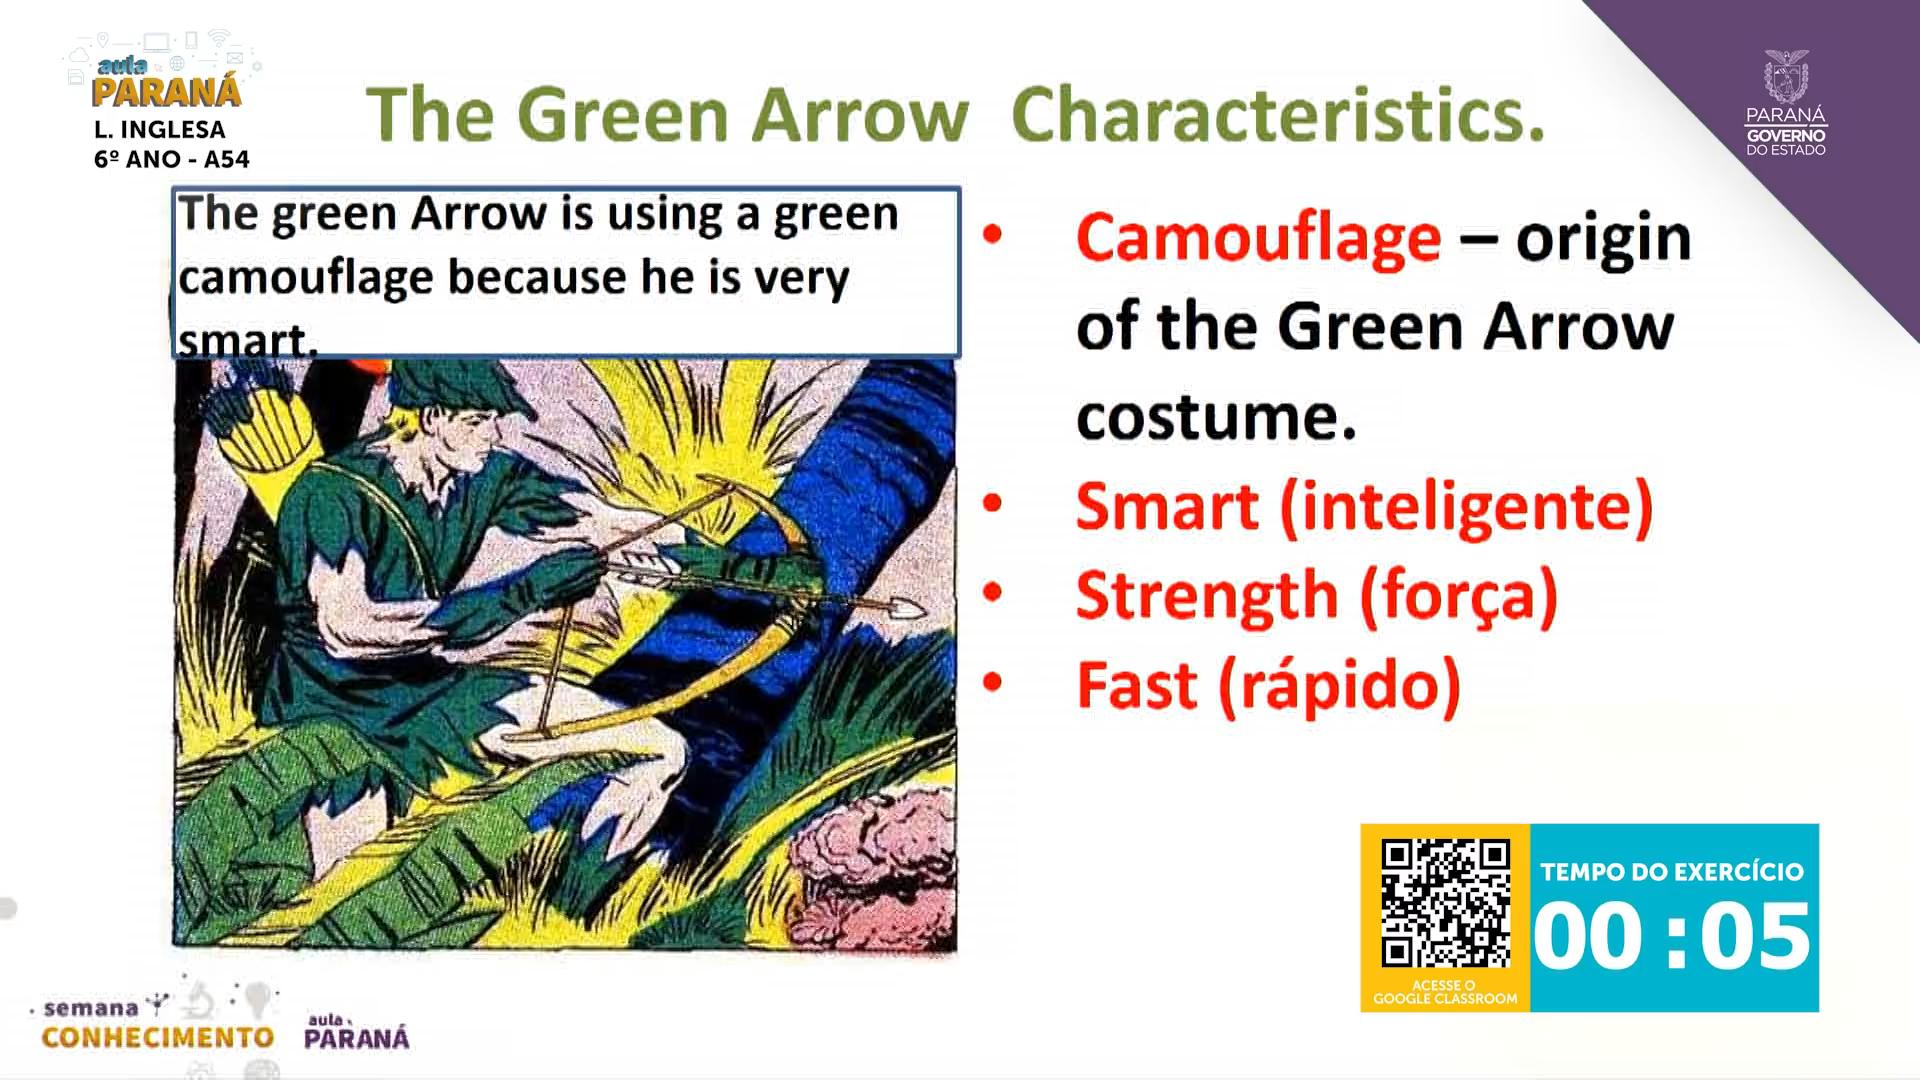 aula
PARANÁ
L. INGLESA
6º ANO - A54
The Green Arrow Characteristics.
PARANÁ
GOVERNO
DO ESTADO
The green Arrow is using a green
camouflage because he is very
smart.
• Camouflage – origin
of the Green Arrow
costume.
• Smart (inteligente)
• Strength (força)
• Fast (rápido)
TEMPO DO EXERCÍCIO
00 : 05
ACESSE O
GOOGLE CLASSROOM
semana
CONHECIMENTO
aula
PARANÁ